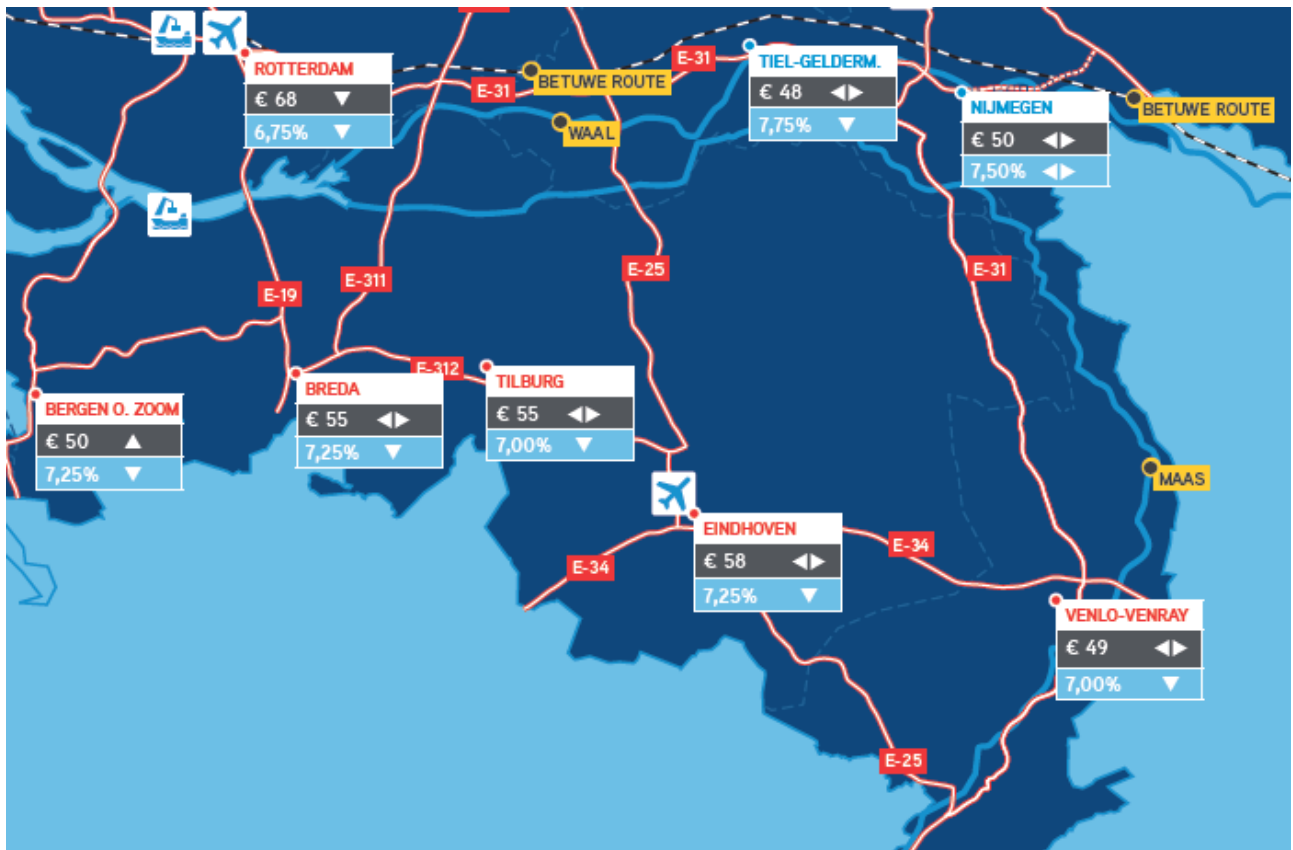 ROTTERDAM
€ 68 ▼
6,75% ▼
E-31
BETUWE ROUTE
E-31
TIEL-GELDERM.
€ 48 ◀▶
7,75% ▼
NIJMEGEN
€ 50 ◀▶
7,50% ◀▶
BETUWE ROUTE
WAAL
E-19
E-311
E-25
E-31
E-312
BERGEN O. ZOOM
€ 50 ▲
7,25% ▼
BREDA
€ 55 ◀▶
7,25% ▼
TILBURG
€ 55 ◀▶
7,00% ▼
MAAS
EINDHOVEN
€ 58 ◀▶
7,25% ▼
E-34
E-34
VENLO-VENRAY
€ 49 ◀▶
7,00% ▼
E-25